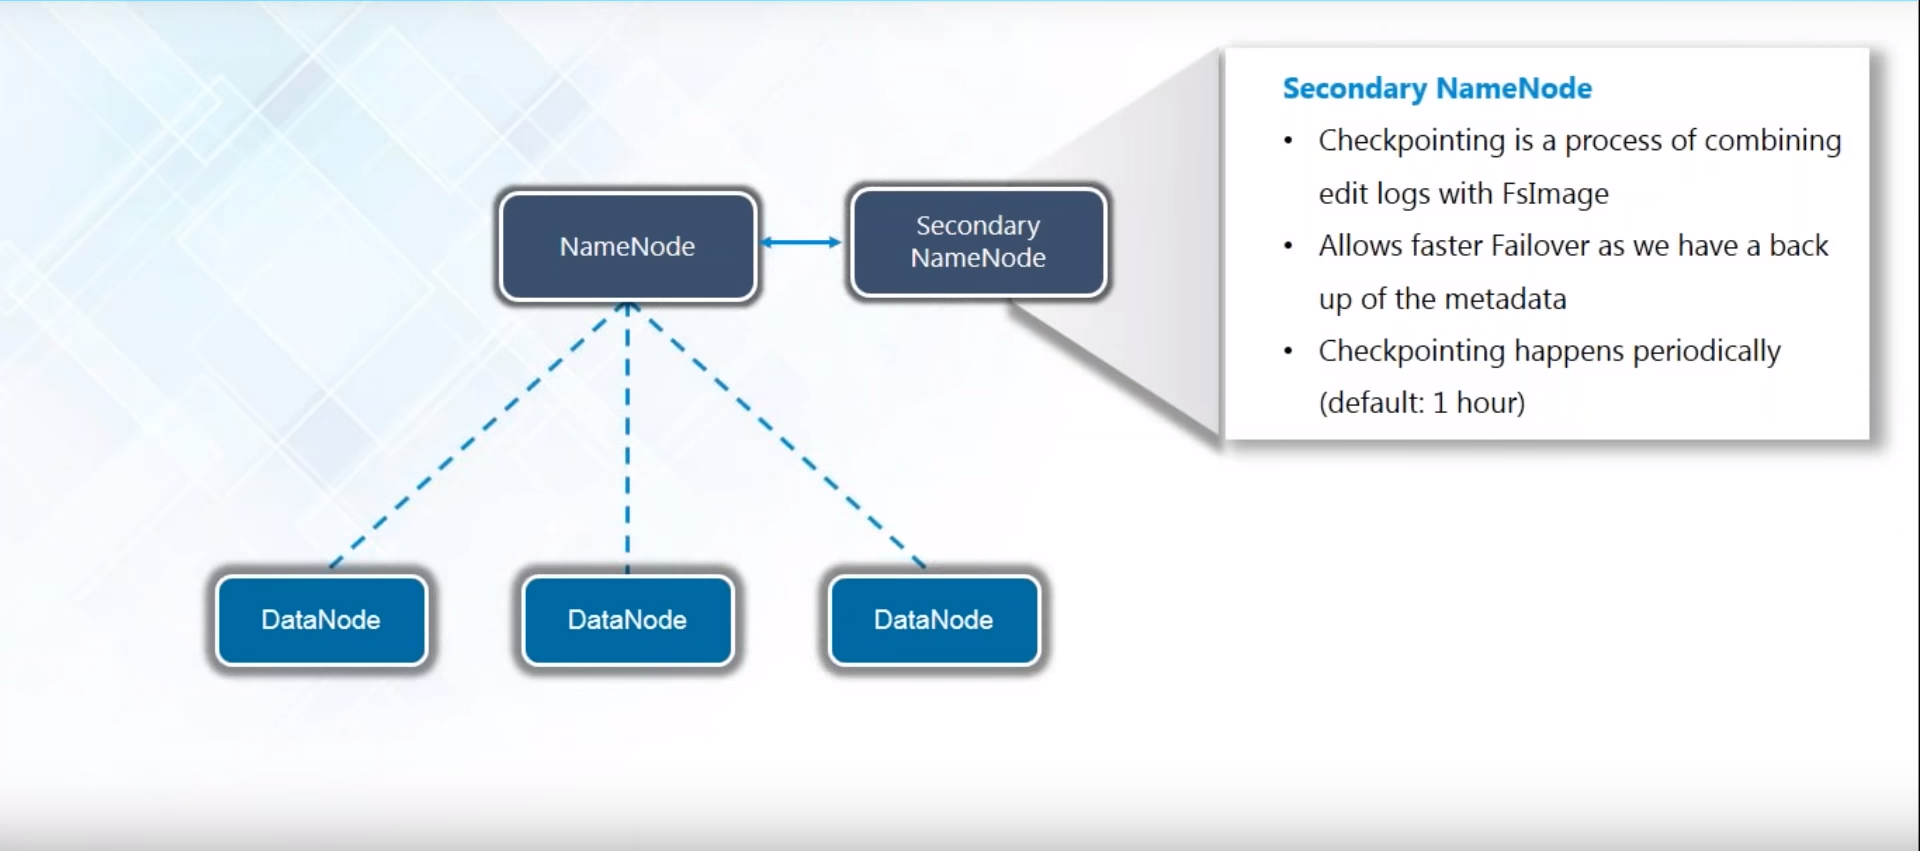 Secondary NameNode
• Checkpointing is a process of combining
edit logs with FsImage
• Allows faster Failover as we have a back
up of the metadata
• Checkpointing happens periodically
(default: 1 hour)
NameNode
Secondary
NameNode
DataNode
DataNode
DataNode